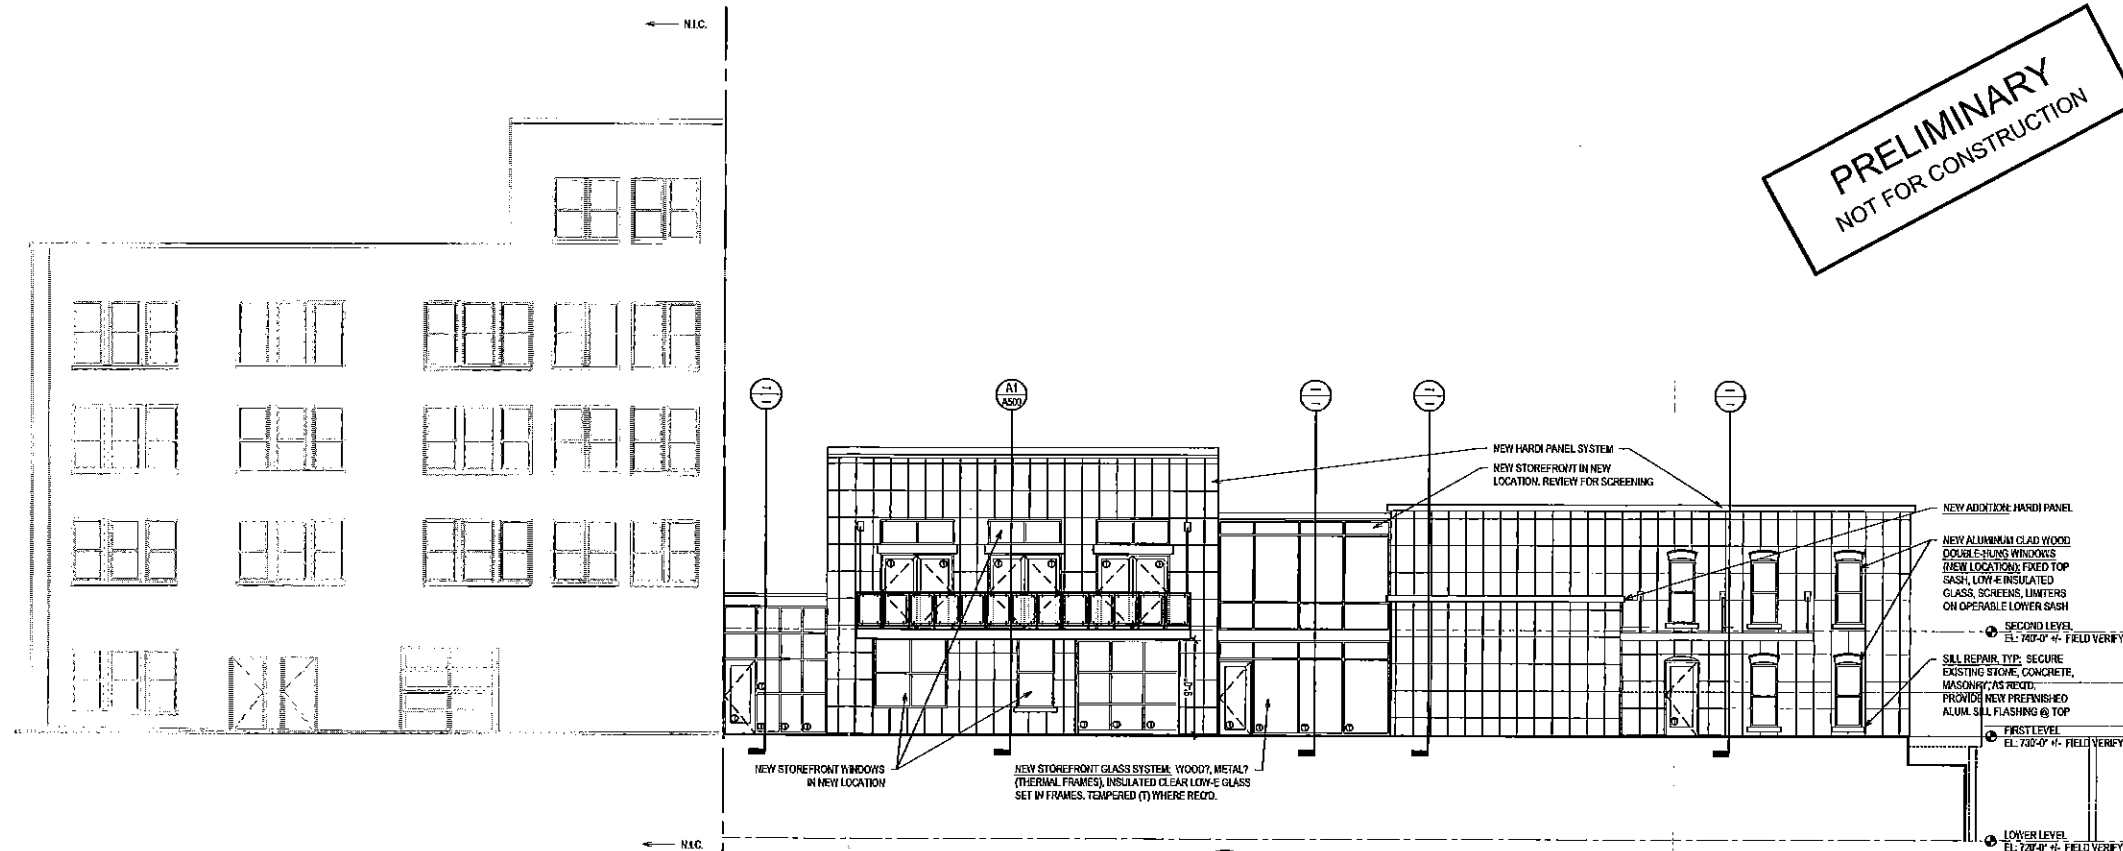 N.I.C.
PRELIMINARY
NOT FOR CONSTRUCTION
A1
A503
NEW HARDI PANEL SYSTEM
NEW STOREFRONT IN NEW
LOCATION. REVIEW FOR SCREENING
NEW ADDITION: HARDI PANEL
NEW ALUMINUM CLAD WOOD
DOUBLE-HUNG WINDOWS
(NEW LOCATION): FIXED TOP
SASH, LOW-E INSULATED
GLASS, SCREENS, LIMITERS
ON OPERABLE LOWER SASH
SECOND LEVEL
EL: 740'-0" +/- FIELD VERIFY
SILL REPAIR, TYP: SECURE
EXISTING STONE, CONCRETE,
MASONRY, AS REQ'D,
PROVIDE NEW PREFINISHED
ALUM. SILL FLASHING @ TOP
FIRST LEVEL
EL: 730'-0" +/- FIELD VERIFY
9'-0"
NEW STOREFRONT WINDOWS
IN NEW LOCATION
NEW STOREFRONT GLASS SYSTEM: WOOD?, METAL?
(THERMAL FRAMES), INSULATED CLEAR LOW-E GLASS
SET IN FRAMES. TEMPERED (T) WHERE REQ'D.
N.I.C.
LOWER LEVEL
EL: 720'-0" +/- FIELD VERIFY